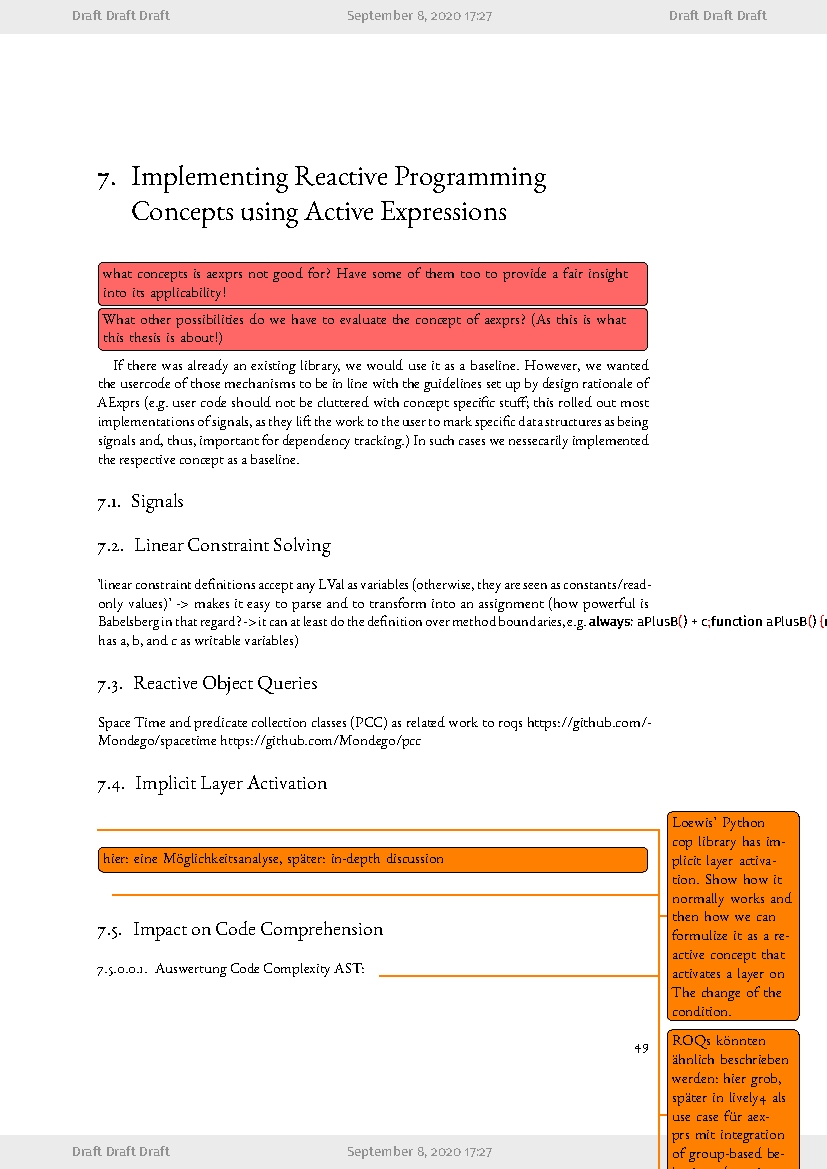 Draft Draft Draft September 8, 2020 17:27 Draft Draft Draft
7. Implementing Reactive Programming
Concepts using Active Expressions
what concepts is aexprs not good for? Have some of them too to provide a fair insight
into its applicability!
What other possibilities do we have to evaluate the concept of aexprs? (As this is what
this thesis is about!)
If there was already an existing library, we would use it as a baseline. However, we wanted
the usercode of those mechanisms to be in line with the guidelines set up by design rationale of
AExprs (e.g. user code should not be cluttered with concept specific stuff; this rolled out most
implementations of signals, as they lift the work to the user to mark specific data structures as being
signals and, thus, important for dependency tracking.) In such cases we nessecarily implemented
the respective concept as a baseline.
7.1. Signals
7.2. Linear Constraint Solving
'linear constraint definitions accept any LVal as variables (otherwise, they are seen as constants/read-
only values)' -> makes it easy to parse and to transform into an assignment (how powerful is
Babelsberg in that regard? -> it can at least do the definition over method boundaries, e.g. always: aPlusB() + c;function aPlusB() {
has a, b, and c as writable variables)
7.3. Reactive Object Queries
Space Time and predicate collection classes (PCC) as related work to roqs https://github.com/-
Mondego/spacetime https://github.com/Mondego/pcc
7.4. Implicit Layer Activation
hier: eine Möglichkeitsanalyse, später: in-depth discussion
7.5. Impact on Code Comprehension
7.5.0.0.1. Auswertung Code Complexity AST:
Loewis' Python
cop library has im-
plicit layer activa-
tion. Show how it
normally works and
then how we can
formulize it as a re-
active concept that
activates a layer on
The change of the
condition.
ROQs könnten
ähnlich beschrieben
werden: hier grob,
später in lively4 als
use case für aex-
prs mit integration
of group-based be-
49
Draft Draft Draft September 8, 2020 17:27